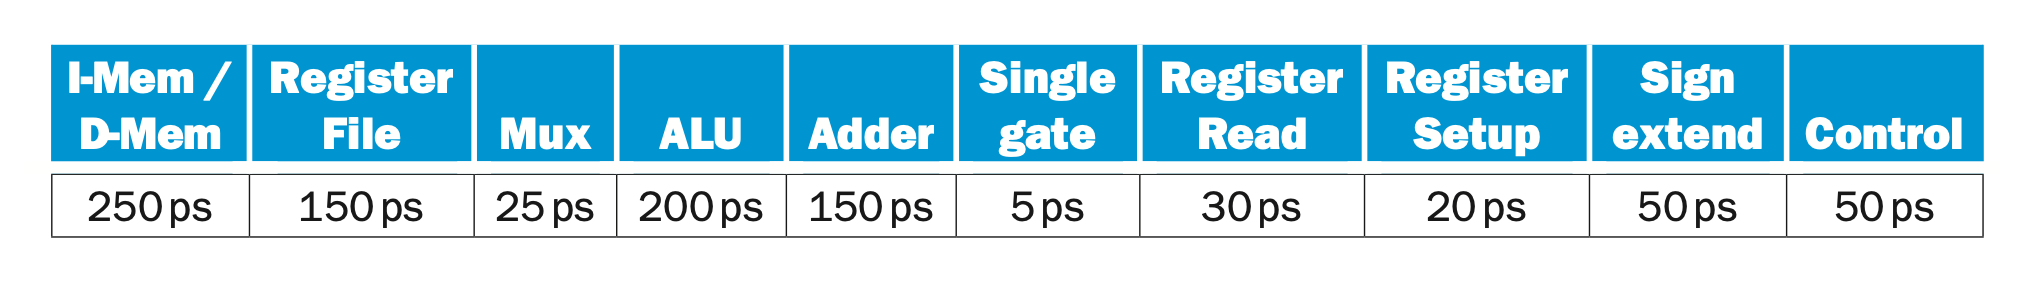 I-Mem / D-Mem Register File Mux ALU Adder Single gate Register Read Register Setup Sign extend Control
250 ps 150 ps 25 ps 200 ps 150 ps 5 ps 30 ps 20 ps 50 ps 50 ps